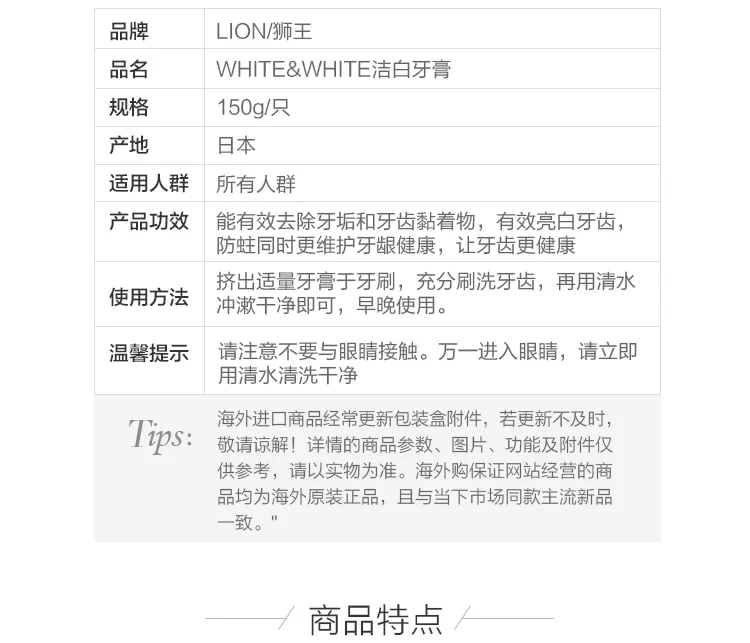 品牌 LION/狮王
品名 WHITE&WHITE洁白牙膏
规格 150g/只
产地 日本
适用人群 所有人群
产品功效 能有效去除牙垢和牙齿黏着物，有效亮白牙齿，
防蛀同时更维护牙龈健康，让牙齿更健康
使用方法 挤出适量牙膏于牙刷，充分刷洗牙齿，再用清水
冲漱干净即可，早晚使用。
温馨提示 请注意不要与眼睛接触。万一进入眼睛，请立即
用清水清洗干净
Tips: 海外进口商品经常更新包装盒附件，若更新不及时，
敬请谅解！详情的商品参数、图片、功能及附件仅
供参考，请以实物为准。海外购保证网站经营的商
品均为海外原装正品，且与当下市场同款主流新品
一致。"
商品特点